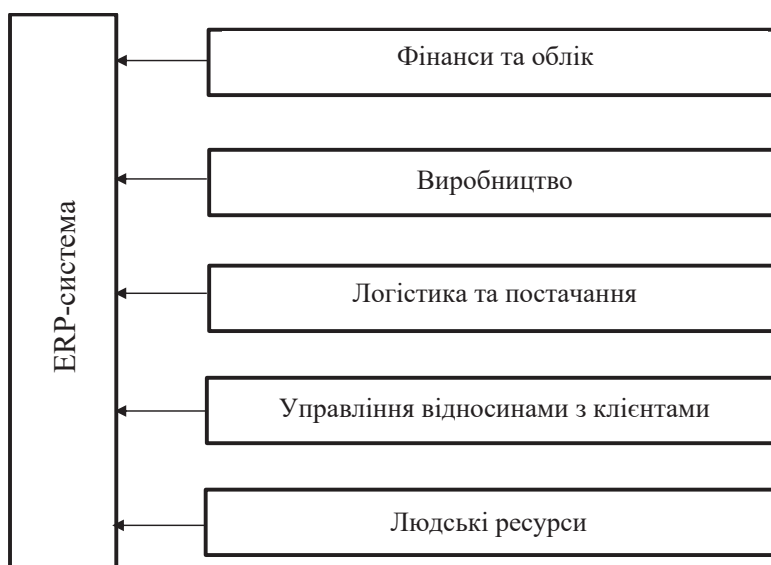 ERP-система
Фінанси та облік
Виробництво
Логістика та постачання
Управління відносинами з клієнтами
Людські ресурси